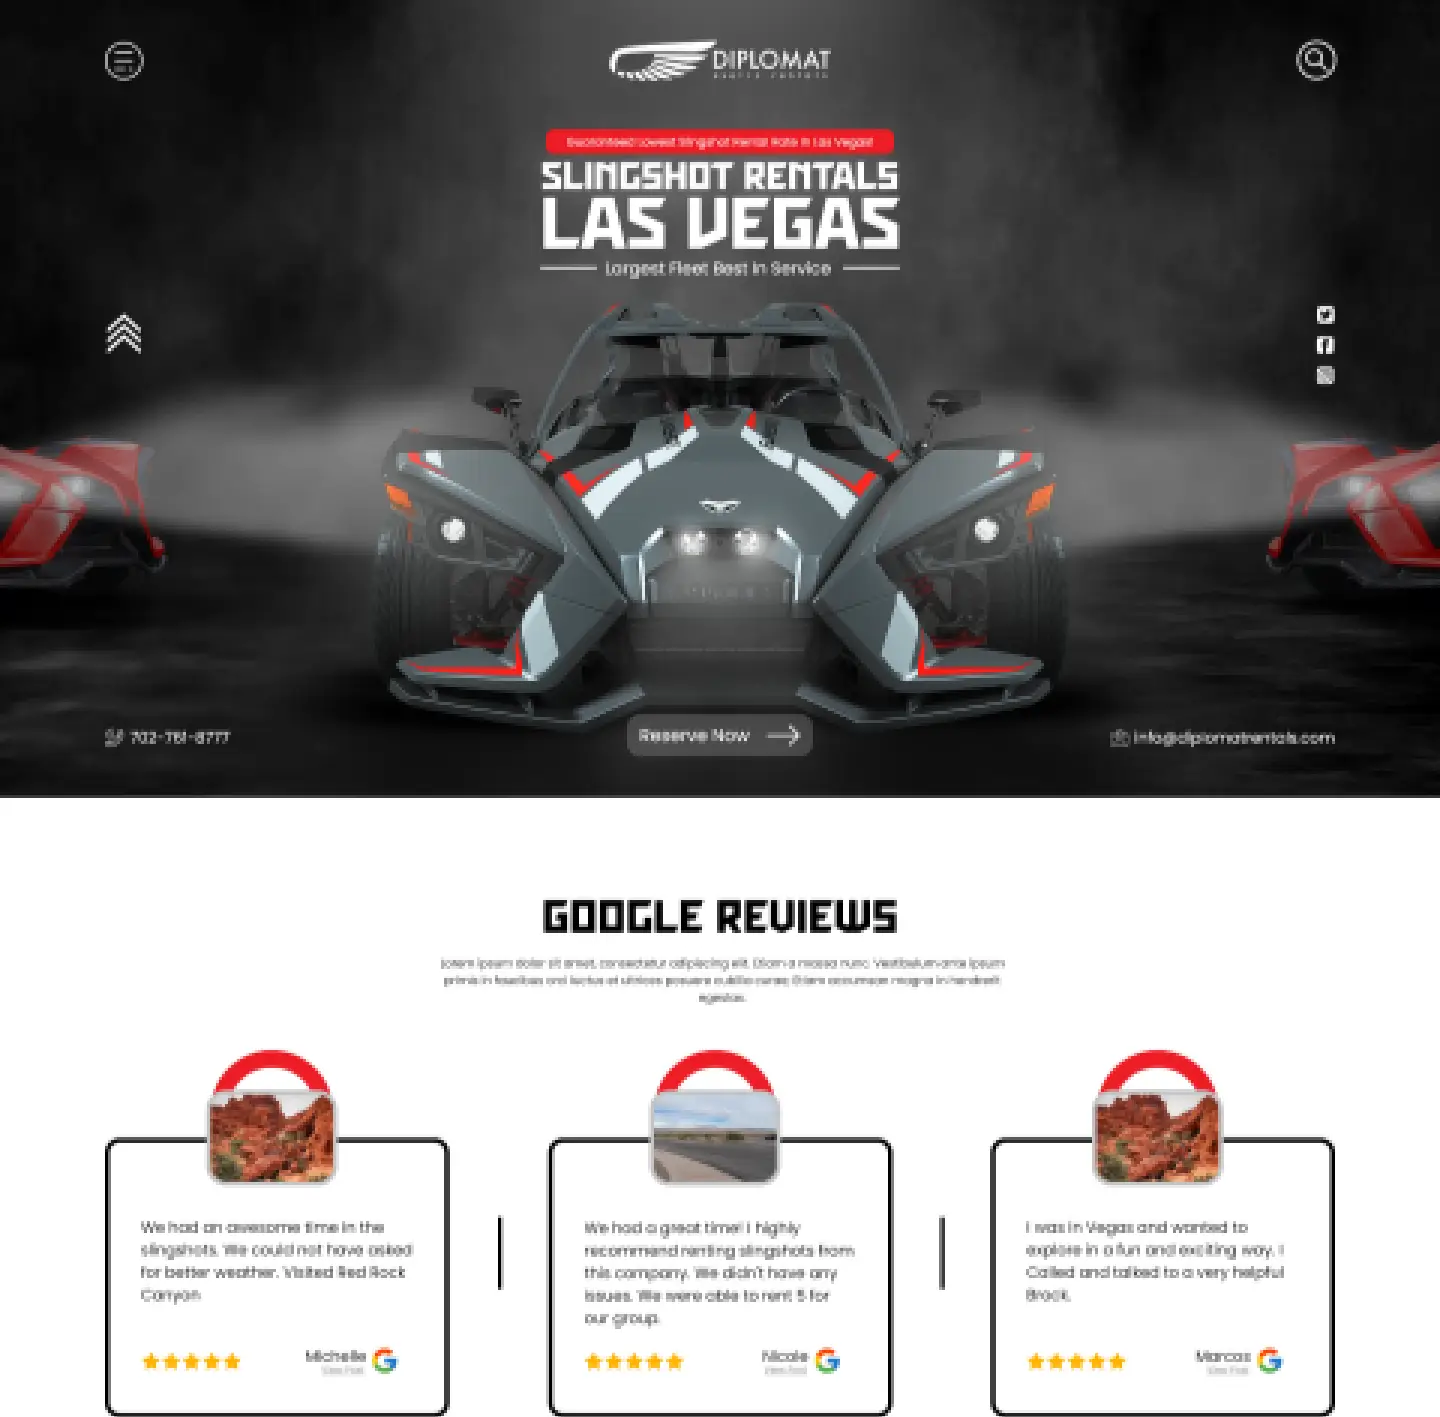 DIPLOMAT
Guaranteed Lowest Slingshot Rental Rate in Las Vegas!
SLINGSHOT RENTALS
LAS VEGAS
Largest Fleet Best in Service
702-761-8777
Reserve Now
info@diplomatrentals.com
GOOGLE REVIEWS
Lorem ipsum dolor sit amet, consectetur adipiscing elit. Etiam a massa nunc. Vestibulum ante ipsum
primis in faucibus orci luctus et ultrices posuere cubilia curae; Etiam accumsan magna in hendrerit
egestas.
We had an awesome time in the
slingshots. We could not have asked
for better weather. Visited Red Rock
Canyon
Michelle
View Post
We had a great time! I highly
recommend renting slingshots from
this company. We didn't have any
issues. We were able to rent 5 for
our group.
Nicole
View Post
I was in Vegas and wanted to
explore in a fun and exciting way. I
Called and talked to a very helpful
Brock.
Marcos
View Post